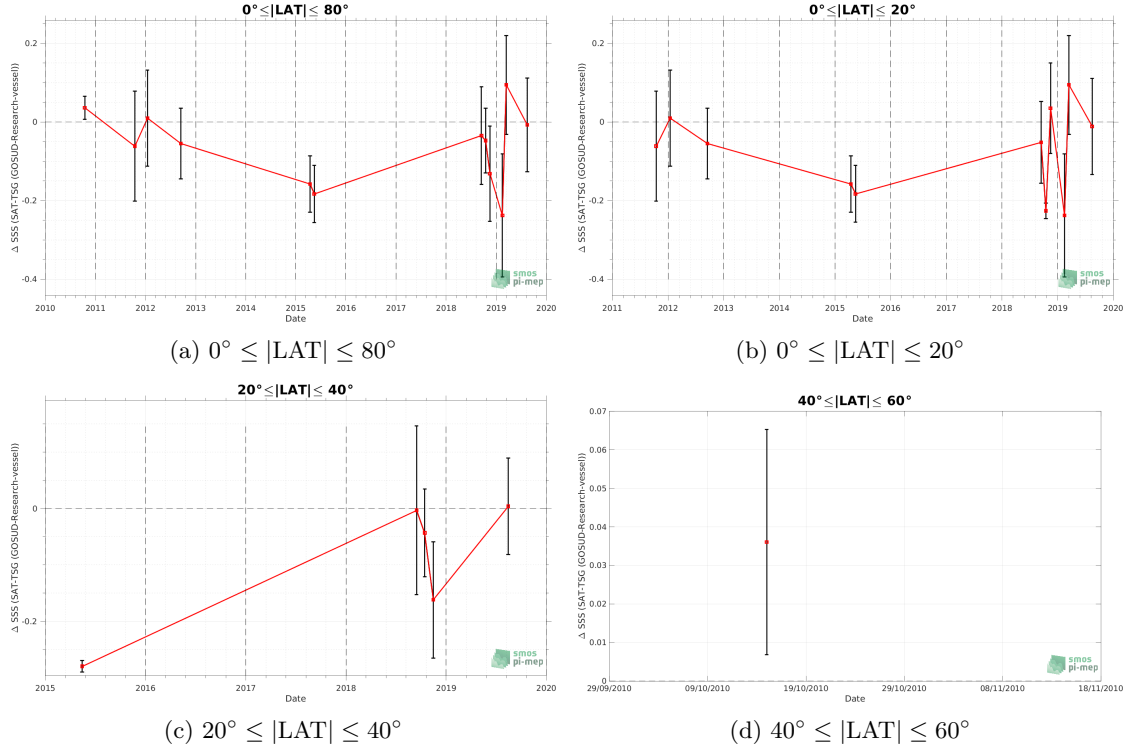 0°≤|LAT|≤ 80°
Δ SSS (SAT-TSG (GOSUD-Research-vessel))
0.2
0
-0.2
-0.4
2010 2011 2012 2013 2014 2015 2016 2017 2018 2019 2020
Date
smos
pi-mep
(a) 0° ≤ |LAT| ≤ 80°
0°≤|LAT|≤ 20°
Δ SSS (SAT-TSG (GOSUD-Research-vessel))
0.2
0
-0.2
-0.4
2011 2012 2013 2014 2015 2016 2017 2018 2019 2020
Date
smos
pi-mep
(b) 0° ≤ |LAT| ≤ 20°
20°≤|LAT|≤ 40°
Δ SSS (SAT-TSG (GOSUD-Research-vessel))
0
-0.2
2015 2016 2017 2018 2019 2020
Date
smos
pi-mep
(c) 20° ≤ |LAT| ≤ 40°
40°≤|LAT|≤ 60°
Δ SSS (SAT-TSG (GOSUD-Research-vessel))
0.07
0.06
0.05
0.04
0.03
0.02
0.01
0
29/09/2010 09/10/2010 19/10/2010 29/10/2010 08/11/2010 18/11/2010
Date
smos
pi-mep
(d) 40° ≤ |LAT| ≤ 60°